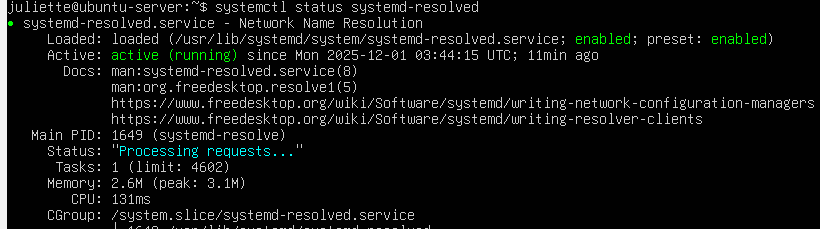 juliette@ubuntu-server:~$ systemctl status systemd-resolved
● systemd-resolved.service - Network Name Resolution
Loaded: loaded (/usr/lib/systemd/system/systemd-resolved.service; enabled; preset: enabled)
Active: active (running) since Mon 2025-12-01 03:44:15 UTC; 11min ago
Docs: man:systemd-resolved.service(8)
man:org.freedesktop.resolve1(5)
https://www.freedesktop.org/wiki/Software/systemd/writing-network-configuration-managers
https://www.freedesktop.org/wiki/Software/systemd/writing-resolver-clients
Main PID: 1649 (systemd-resolve)
Status: "Processing requests..."
Tasks: 1 (limit: 4602)
Memory: 2.6M (peak: 3.1M)
CPU: 131ms
CGroup: /system.slice/systemd-resolved.service